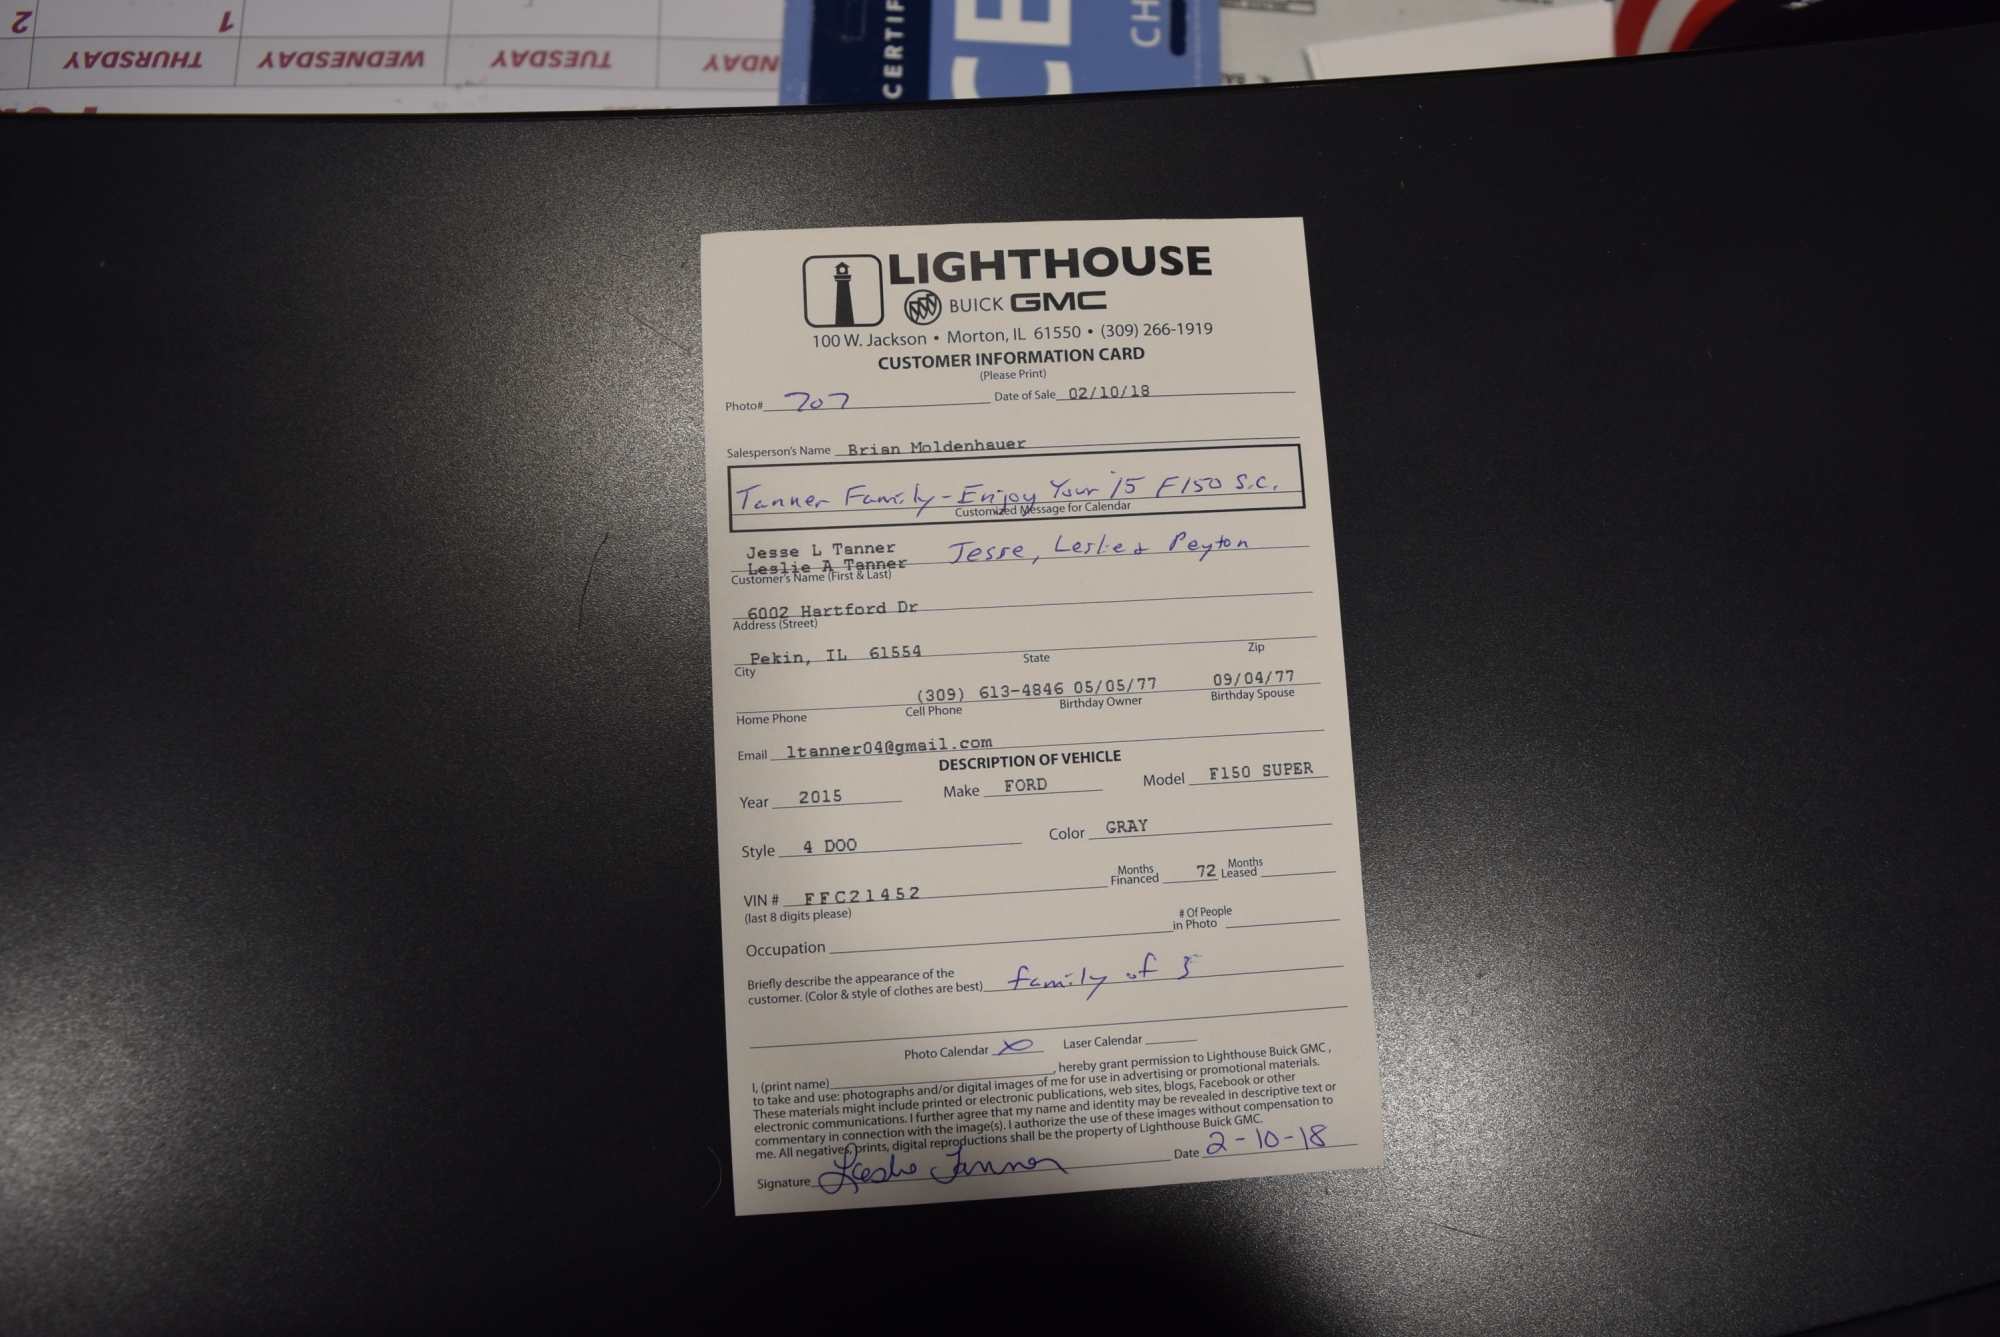 2
1
THURSDAY
WEDNESDAY
TUESDAY
CERTIF
CE
CH
LIGHTHOUSE
BUICK GMC
100 W. Jackson • Morton, IL 61550 • (309) 266-1919
CUSTOMER INFORMATION CARD
(Please Print)
Photo# 707 Date of Sale 02/10/18
Salesperson's Name Brian Moldenhauer
Tanner Family - Enjoy Your '15 F150 S.C.
Customized Message for Calendar
Jesse L Tanner Jesse, Leslie & Peyton
Leslie A Tanner
Customer's Name (First & Last)
6002 Hartford Dr
Address (Street)
Pekin, IL 61554
City State Zip
(309) 613-4846 05/05/77 09/04/77
Home Phone Cell Phone Birthday Owner Birthday Spouse
Email ltanner04@gmail.com
DESCRIPTION OF VEHICLE
Year 2015 Make FORD Model F150 SUPER
Style 4 DOO Color GRAY
VIN # FFC21452 Months Financed 72 Months Leased
(last 8 digits please)
Occupation # Of People in Photo
Briefly describe the appearance of the
customer. (Color & style of clothes are best) family of
Photo Calendar X Laser Calendar
I, (print name) , hereby grant permission to Lighthouse Buick GMC,
to take and use: photographs and/or digital images of me for use in advertising or promotional materials.
These materials might include printed or electronic publications, web sites, blogs, Facebook or other
electronic communications. I further agree that my name and identity may be revealed in descriptive text or
commentary in connection with the image(s). I authorize the use of these images without compensation to
me. All negatives, prints, digital reproductions shall be the property of Lighthouse Buick GMC.
Signature Leslie Tanner Date 2-10-18